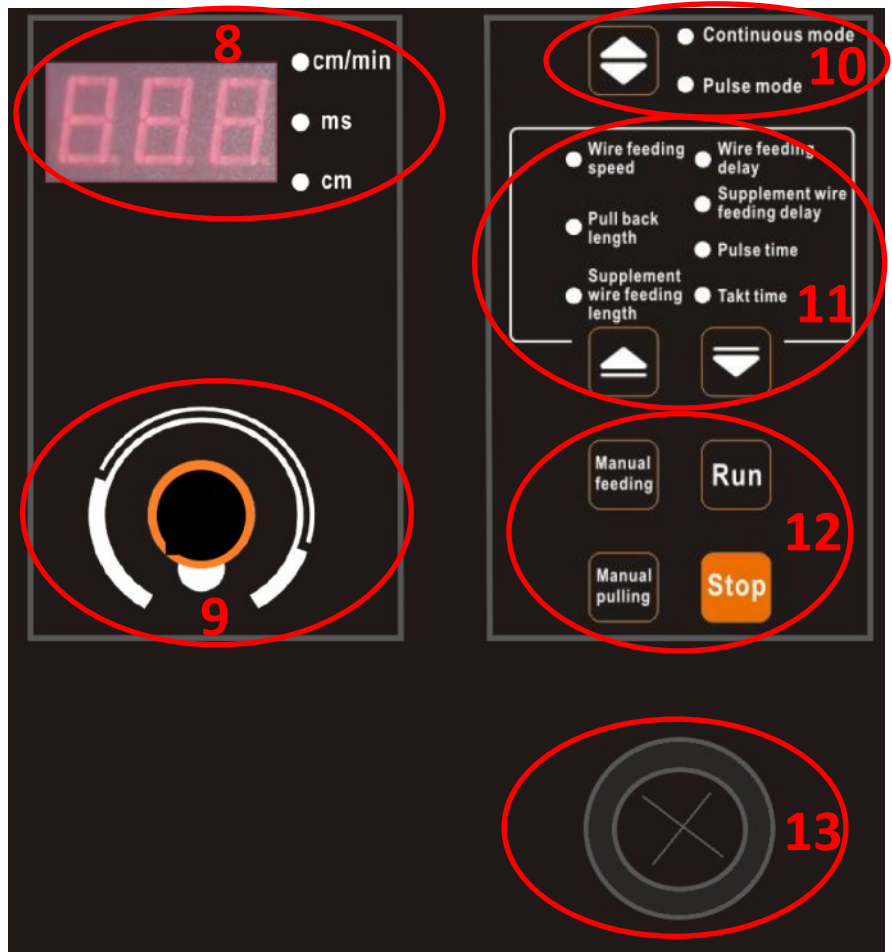 8
cm/min
ms
cm
9
Continuous mode
Pulse mode
10
Wire feeding
speed
Pull back
length
Supplement
wire feeding
length
Wire feeding
delay
Supplement wire
feeding delay
Pulse time
Takt time
11
Manual
feeding
Run
Manual
pulling
Stop
12
13